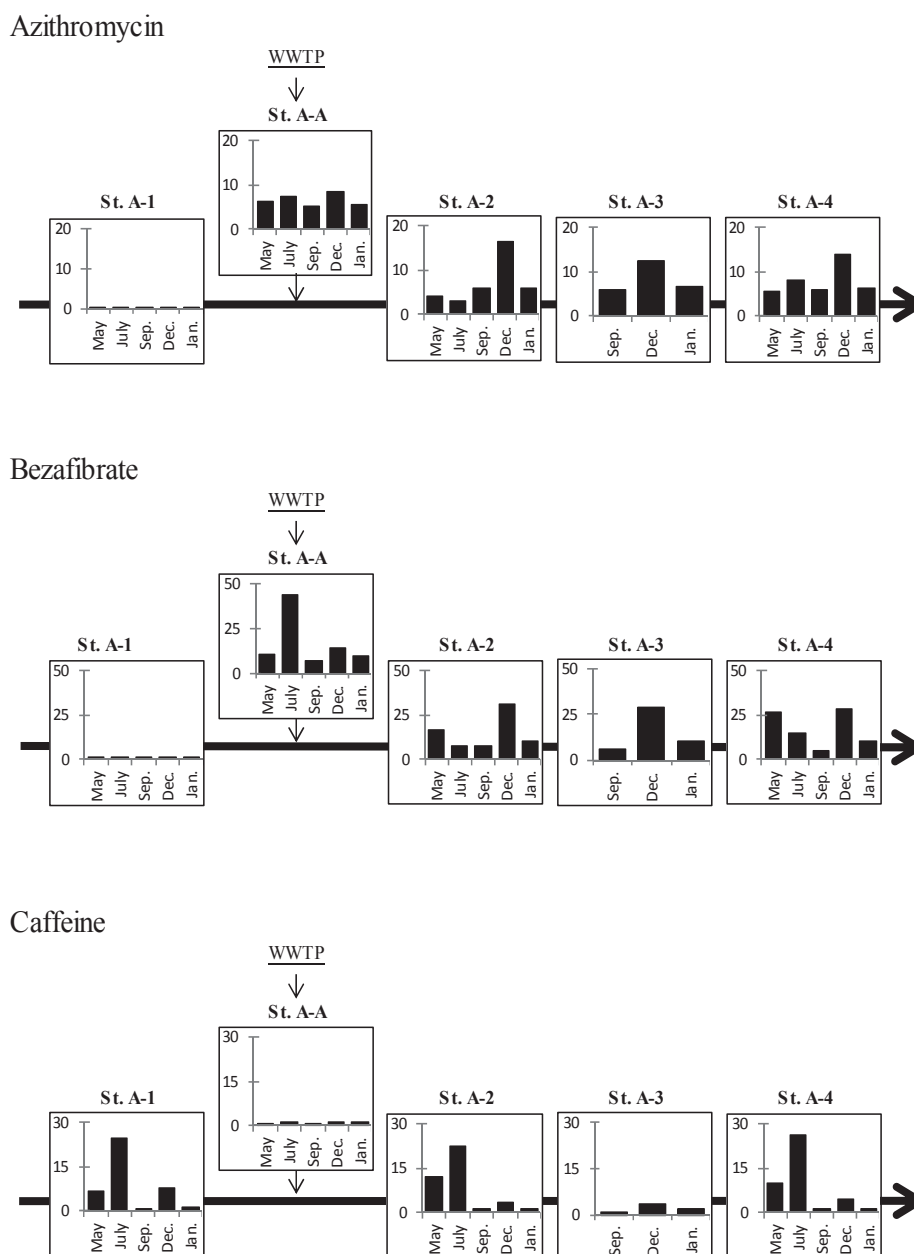 Azithromycin
WWTP
St. A-A
20
10
0
May July Sep. Dec. Jan.
St. A-1
20
10
0
May July Sep. Dec. Jan.
St. A-2
20
10
0
May July Sep. Dec. Jan.
St. A-3
20
10
0
Sep. Dec. Jan.
St. A-4
20
10
0
May July Sep. Dec. Jan.
Bezafibrate
WWTP
St. A-A
50
25
0
May July Sep. Dec. Jan.
St. A-1
50
25
0
May July Sep. Dec. Jan.
St. A-2
50
25
0
May July Sep. Dec. Jan.
St. A-3
50
25
0
Sep. Dec. Jan.
St. A-4
50
25
0
May July Sep. Dec. Jan.
Caffeine
WWTP
St. A-A
30
15
0
May July Sep. Dec. Jan.
St. A-1
30
15
0
May July Sep. Dec. Jan.
St. A-2
30
15
0
May July Sep. Dec. Jan.
St. A-3
30
15
0
Sep. Dec. Jan.
St. A-4
30
15
0
May July Sep. Dec. Jan.